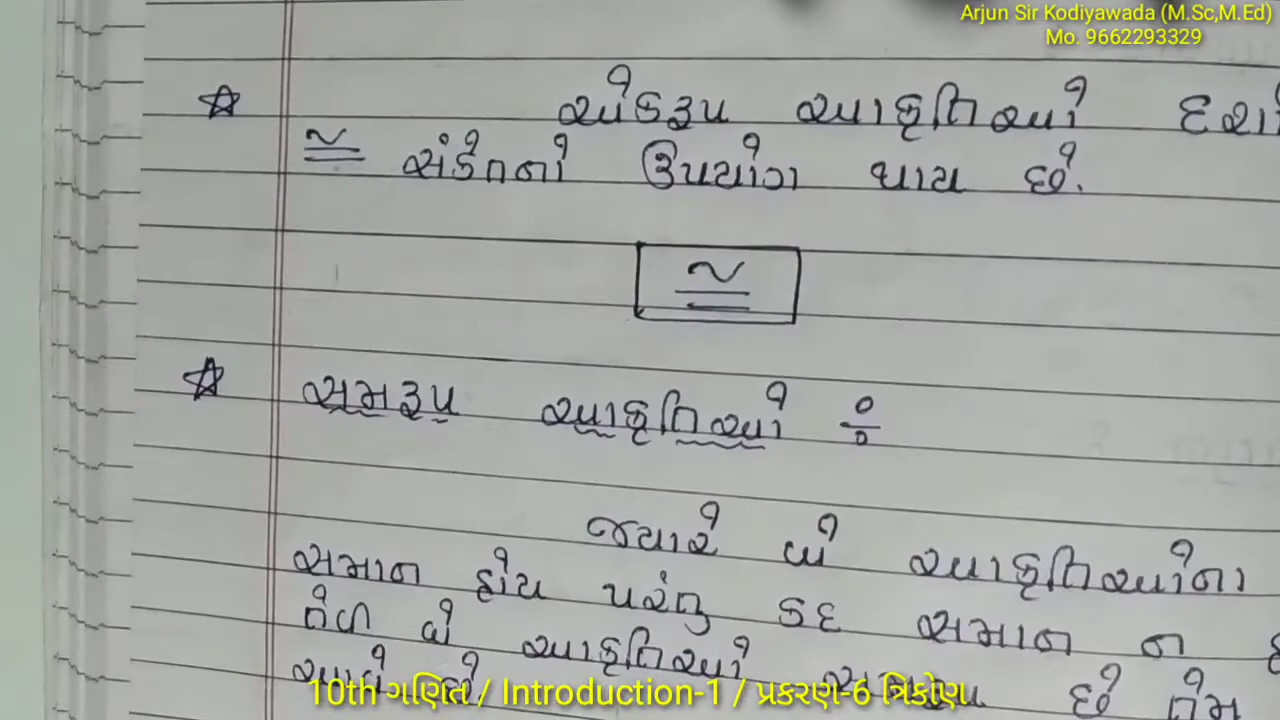 Arjun Sir Kodiyawada (M.Sc,M.Ed)
Mo. 9662293329
એકરૂપ આકૃતિઓ
≅ સંકેતનો ઉપયોગ થાય છે.
≅
સમરૂપ આકૃતિઓ :
જ્યારે બે આકૃતિઓના
સમાન હોય પરંતુ કદ સમાન ન
તેવી બે આકૃતિઓ સમરૂપ છે તેમ
10th ગણિત / Introduction-1 / પ્રકરણ-6 ત્રિકોણ